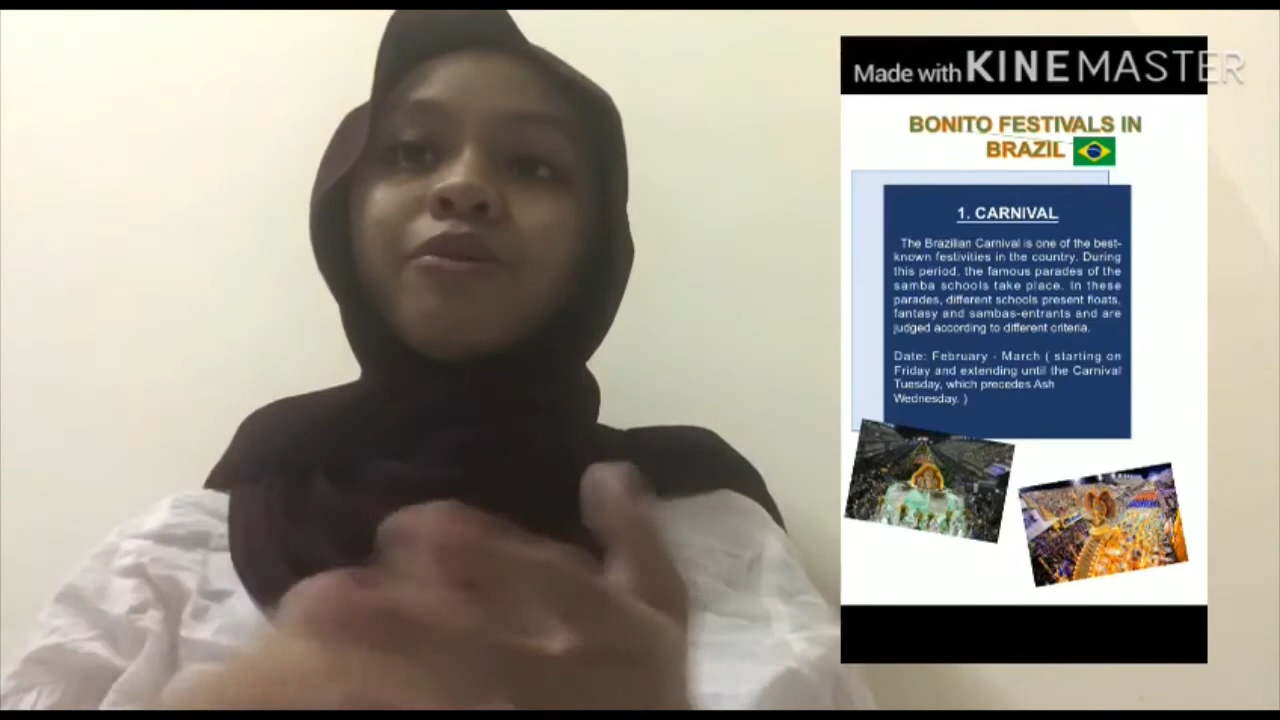 Made with KINEMASTER
BONITO FESTIVALS IN
BRAZIL
1. CARNIVAL
The Brazilian Carnival is one of the best-
known festivities in the country. During
this period, the famous parades of the
samba schools take place. In these
parades, different schools present floats,
fantasy and sambas-entrants and are
judged according to different criteria.
Date: February - March ( starting on
Friday and extending until the Carnival
Tuesday, which precedes Ash
Wednesday. )